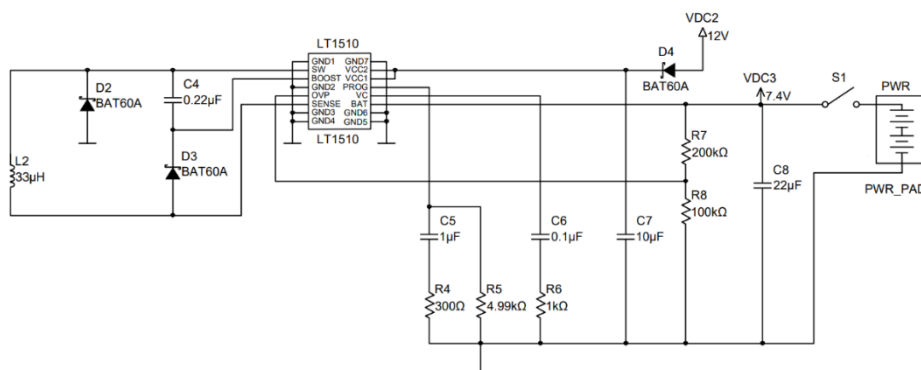 VDC2
12V
LT1510
D4
BAT60A
GND1
SW
BOOST
GND2
OVP
SENSE
GND3
GND4
GND7
VCC2
VCC1
PROG
VC
BAT
GND6
GND5
LT1510
D2
BAT60A
C4
0.22µF
D3
BAT60A
L2
33µH
VDC3
7.4V
S1
PWR
PWR_PAD
R7
200kΩ
R8
100kΩ
C8
22µF
C5
1µF
C6
0.1µF
C7
10µF
R4
300Ω
R5
4.99kΩ
R6
1kΩ